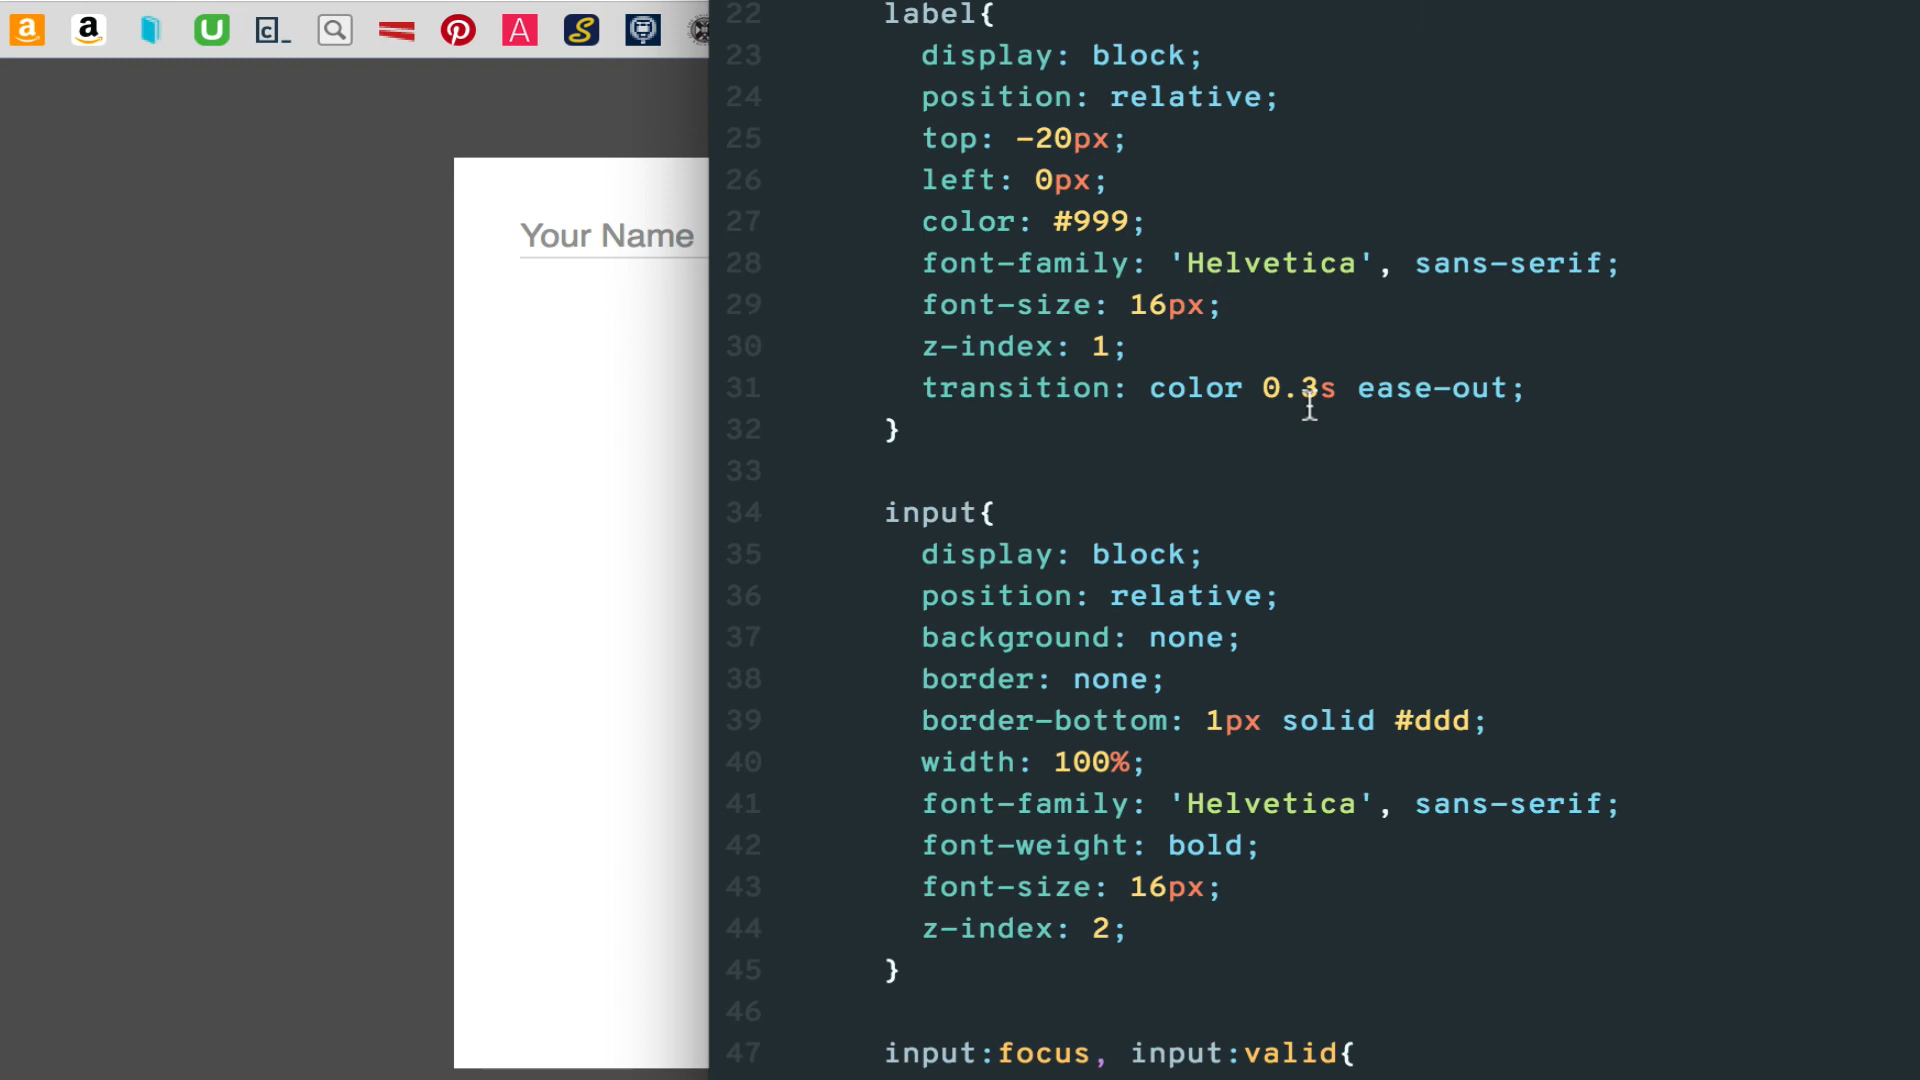 a
a
U
c_
A
S
Your Name
22 label{
23 display: block;
24 position: relative;
25 top: -20px;
26 left: 0px;
27 color: #999;
28 font-family: 'Helvetica', sans-serif;
29 font-size: 16px;
30 z-index: 1;
31 transition: color 0.3s ease-out;
32 }
33
34 input{
35 display: block;
36 position: relative;
37 background: none;
38 border: none;
39 border-bottom: 1px solid #ddd;
40 width: 100%;
41 font-family: 'Helvetica', sans-serif;
42 font-weight: bold;
43 font-size: 16px;
44 z-index: 2;
45 }
46
47 input:focus, input:valid{